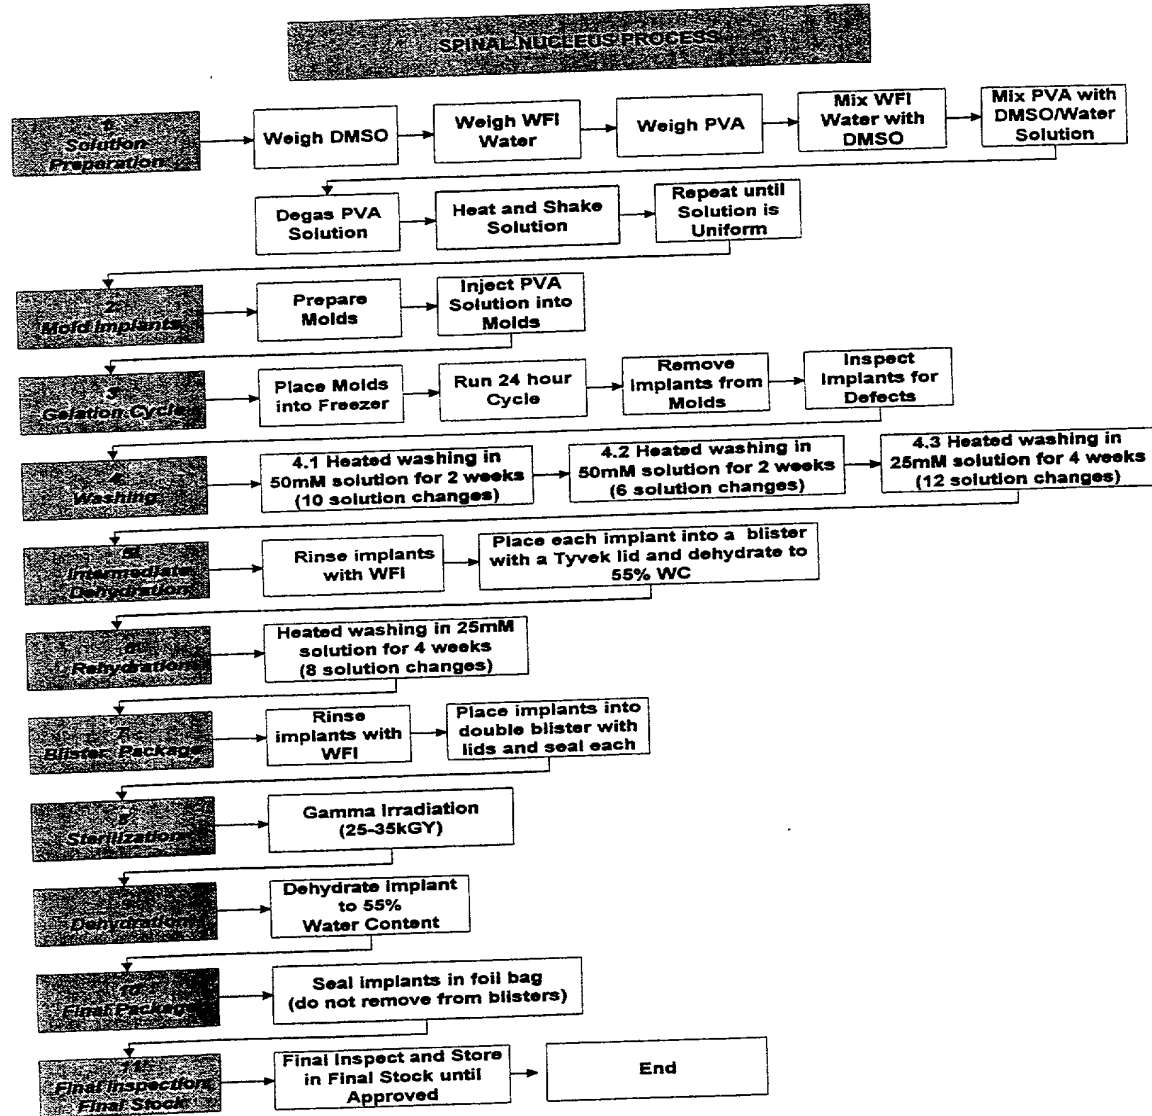 SPINAL NUCLEUS PROCESS
Solution
Preparation
Weigh DMSO
Weigh WFI
Water
Weigh PVA
Mix WFI
Water with
DMSO
Mix PVA with
DMSO/Water
Solution
Degas PVA
Solution
Heat and Shake
Solution
Repeat until
Solution is
Uniform
2
Mold Implants
Prepare
Molds
Inject PVA
Solution into
Molds
3
Gelation Cycle
Place Molds
into Freezer
Run 24 hour
Cycle
Remove
Implants from
Molds
Inspect
Implants for
Defects
4
Washing
4.1 Heated washing in
50mM solution for 2 weeks
(10 solution changes)
4.2 Heated washing in
50mM solution for 2 weeks
(6 solution changes)
4.3 Heated washing in
25mM solution for 4 weeks
(12 solution changes)
5
Intermediate
Dehydration
Rinse implants
with WFI
Place each implant into a blister
with a Tyvek lid and dehydrate to
55% WC
Rehydration
Heated washing in 25mM
solution for 4 weeks
(8 solution changes)
7
Blister Package
Rinse
implants with
WFI
Place implants into
double blister with
lids and seal each
8
Sterilization
Gamma Irradiation
(25-35kGY)
Dehydration
Dehydrate implant
to 55%
Water Content
10
Final Package
Seal implants in foil bag
(do not remove from blisters)
11
Final Inspection,
Final Stock
Final Inspect and Store
in Final Stock until
Approved
End